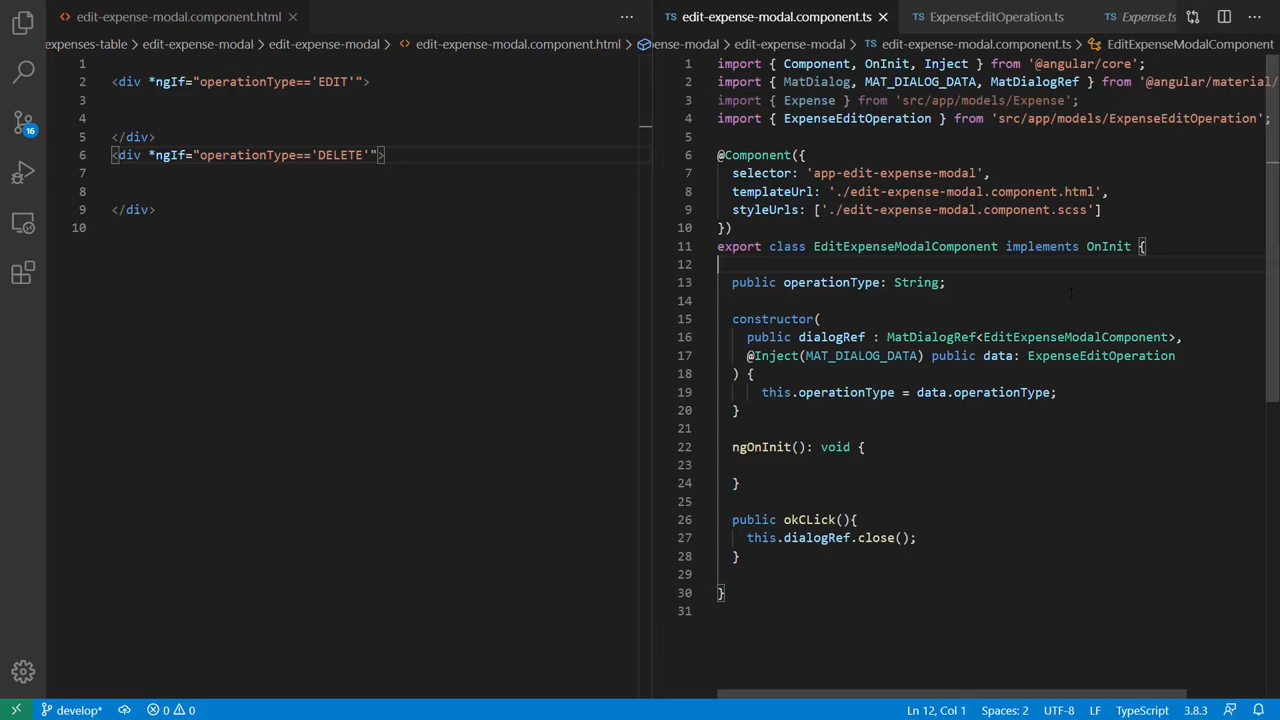 edit-expense-modal.component.html
expenses-table > edit-expense-modal > edit-expense-modal > edit-expense-modal.component.html
1
2 <div *ngIf="operationType=='EDIT'">
3
4
5 </div>
6 <div *ngIf="operationType=='DELETE'">
7
8
9 </div>
10
edit-expense-modal.component.ts ExpenseEditOperation.ts Expense.ts
ense-modal > edit-expense-modal > edit-expense-modal.component.ts > EditExpenseModalComponent
1 import { Component, OnInit, Inject } from '@angular/core';
2 import { MatDialog, MAT_DIALOG_DATA, MatDialogRef } from '@angular/material/
3 import { Expense } from 'src/app/models/Expense';
4 import { ExpenseEditOperation } from 'src/app/models/ExpenseEditOperation';
5
6 @Component({
7 selector: 'app-edit-expense-modal',
8 templateUrl: './edit-expense-modal.component.html',
9 styleUrls: ['./edit-expense-modal.component.scss']
10 })
11 export class EditExpenseModalComponent implements OnInit {
12
13 public operationType: String;
14
15 constructor(
16 public dialogRef : MatDialogRef<EditExpenseModalComponent>,
17 @Inject(MAT_DIALOG_DATA) public data: ExpenseEditOperation
18 ) {
19 this.operationType = data.operationType;
20 }
21
22 ngOnInit(): void {
23
24 }
25
26 public okCLick(){
27 this.dialogRef.close();
28 }
29
30 }
31
16
develop* 0 0 Ln 12, Col 1 Spaces: 2 UTF-8 LF TypeScript 3.8.3